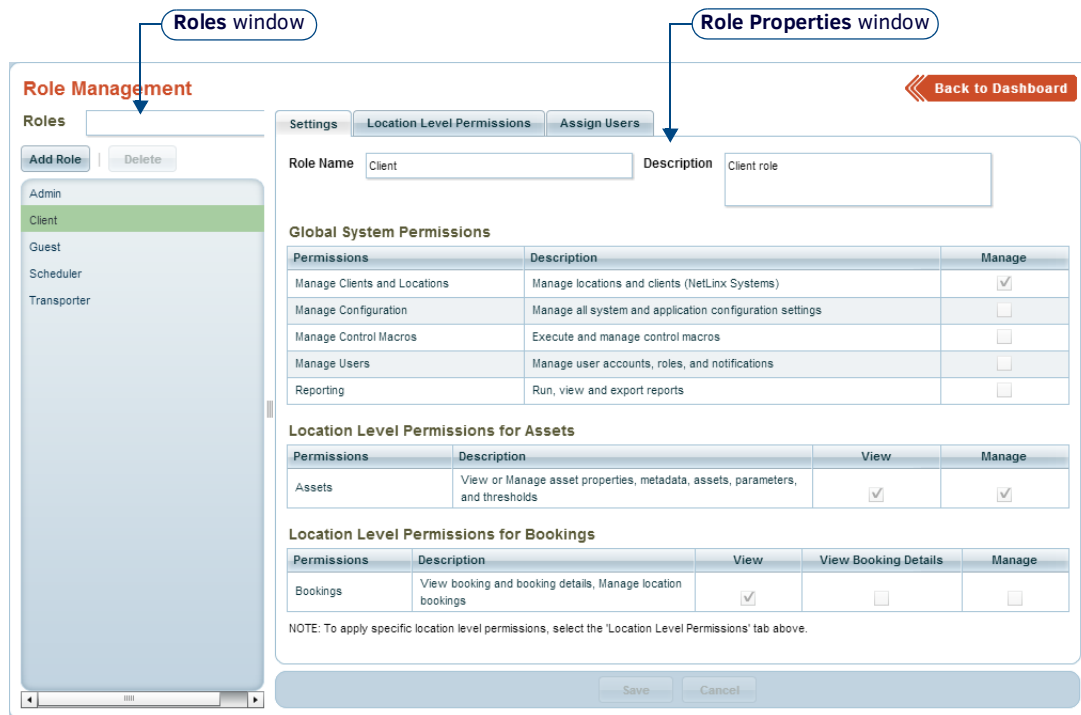 Roles window
Role Properties window
Role Management
Back to Dashboard
Roles
Add Role | Delete
Admin
Client
Guest
Scheduler
Transporter
Settings Location Level Permissions Assign Users
Role Name Client Description Client role
Global System Permissions
Permissions Description Manage
Manage Clients and Locations Manage locations and clients (NetLinx Systems)
Manage Configuration Manage all system and application configuration settings
Manage Control Macros Execute and manage control macros
Manage Users Manage user accounts, roles, and notifications
Reporting Run, view and export reports
Location Level Permissions for Assets
Permissions Description View Manage
Assets View or Manage asset properties, metadata, assets, parameters,
and thresholds
Location Level Permissions for Bookings
Permissions Description View View Booking Details Manage
Bookings View booking and booking details, Manage location
bookings
NOTE: To apply specific location level permissions, select the 'Location Level Permissions' tab above.
Save Cancel